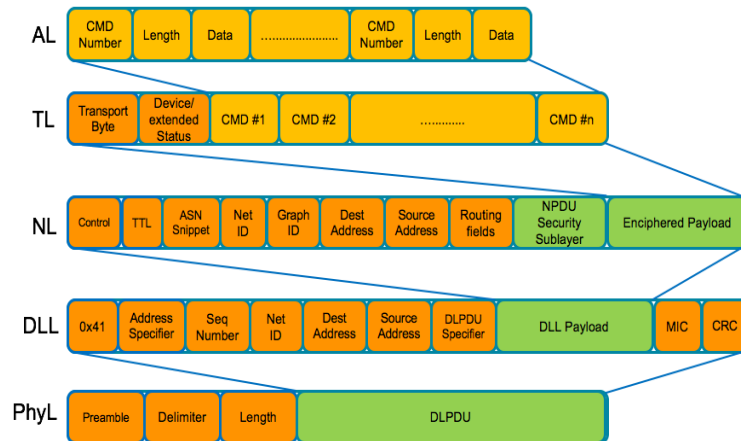 AL
CMD Number
Length
Data
.....................
CMD Number
Length
Data
TL
Transport Byte
Device/ extended Status
CMD #1
CMD #2
.............
CMD #n
NL
Control
TTL
ASN Snippet
Net ID
Graph ID
Dest Address
Source Address
Routing fields
NPDU Security Sublayer
Enciphered Payload
DLL
0x41
Address Specifier
Seq Number
Net ID
Dest Address
Source Address
DLPDU Specifier
DLL Payload
MIC
CRC
PhyL
Preamble
Delimiter
Length
DLPDU